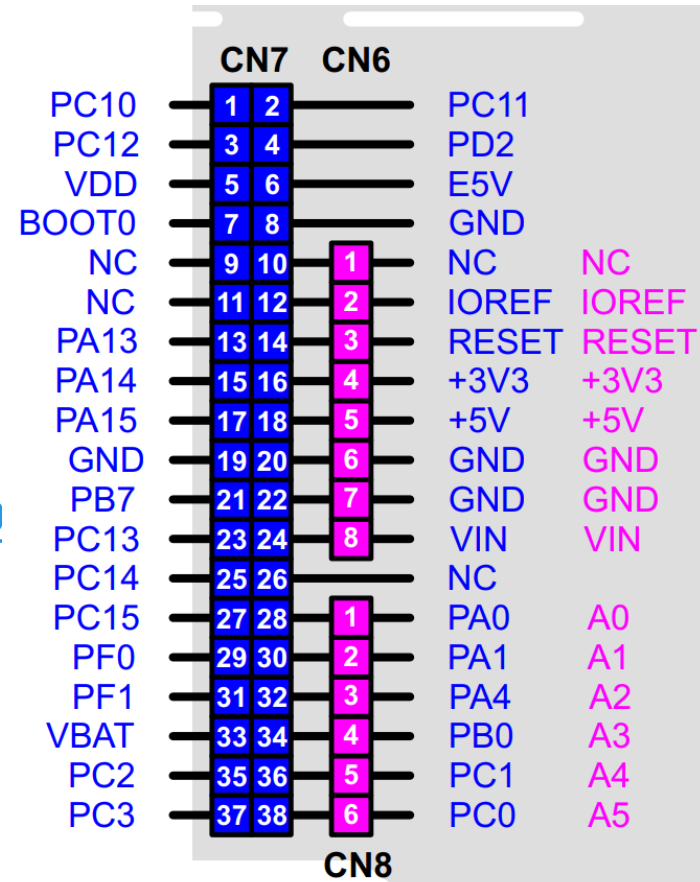 CN7 CN6
PC10 1 2 PC11
PC12 3 4 PD2
VDD 5 6 E5V
BOOT0 7 8 GND
NC 9 10 1 NC NC
NC 11 12 2 IOREF IOREF
PA13 13 14 3 RESET RESET
PA14 15 16 4 +3V3 +3V3
PA15 17 18 5 +5V +5V
GND 19 20 6 GND GND
PB7 21 22 7 GND GND
PC13 23 24 8 VIN VIN
PC14 25 26 NC
PC15 27 28 1 PA0 A0
PF0 29 30 2 PA1 A1
PF1 31 32 3 PA4 A2
VBAT 33 34 4 PB0 A3
PC2 35 36 5 PC1 A4
PC3 37 38 6 PC0 A5
CN8